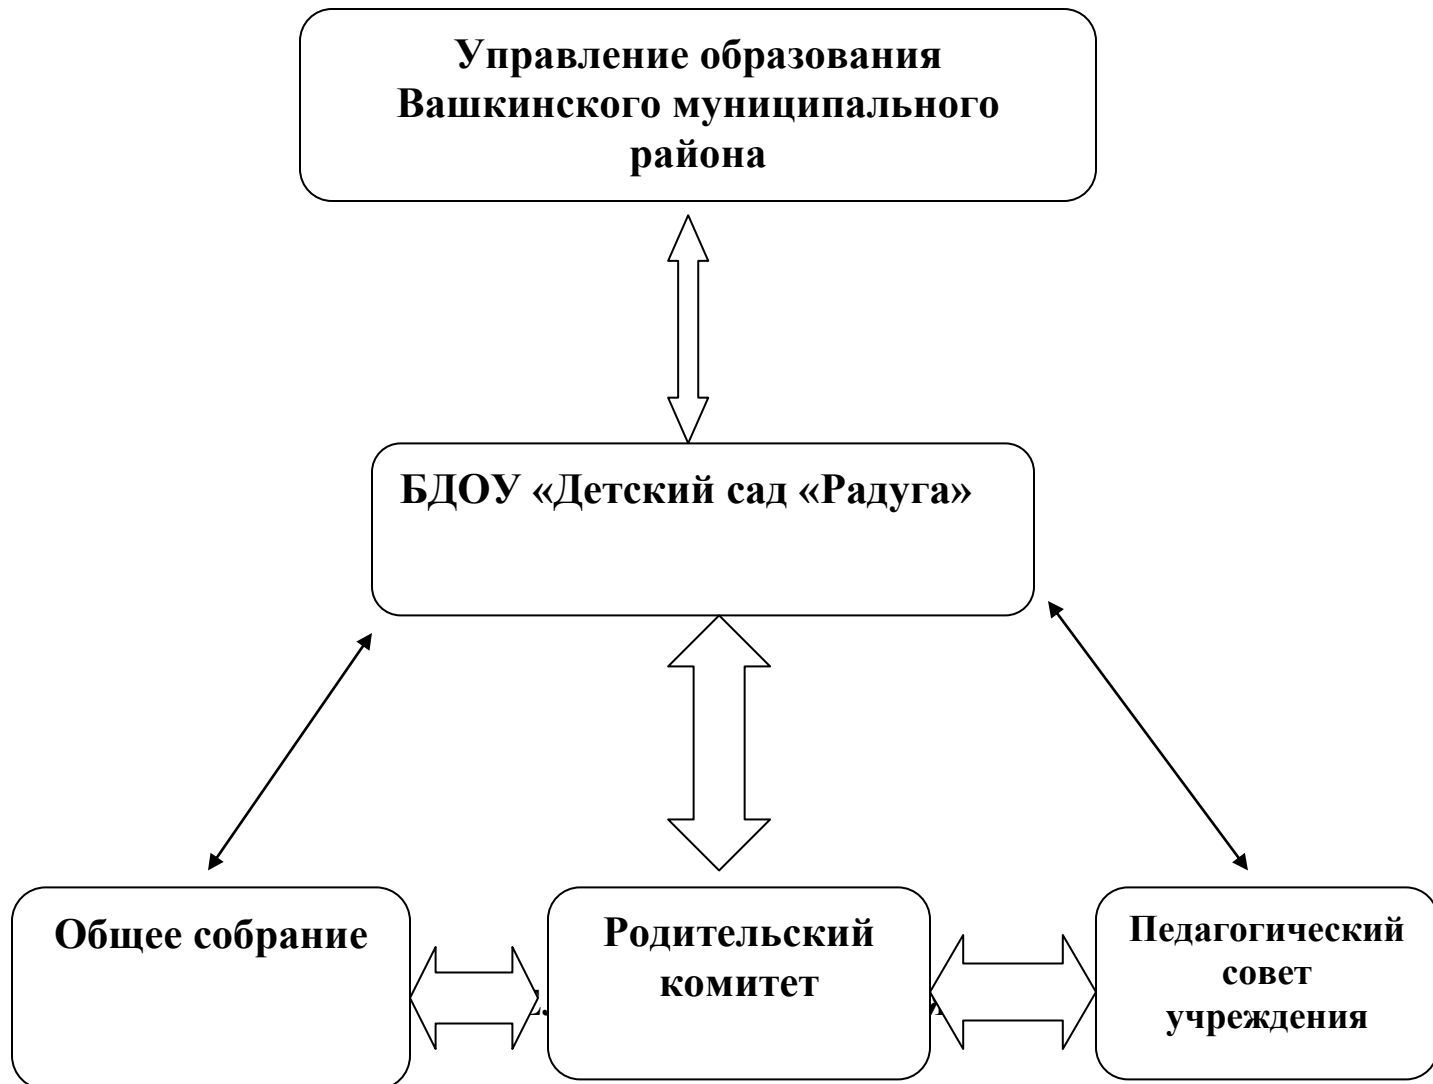 Управление образования
Вашкинского муниципального
района
БДОУ «Детский сад «Радуга»
Общее собрание
Родительский
комитет
Педагогический
совет
учреждения